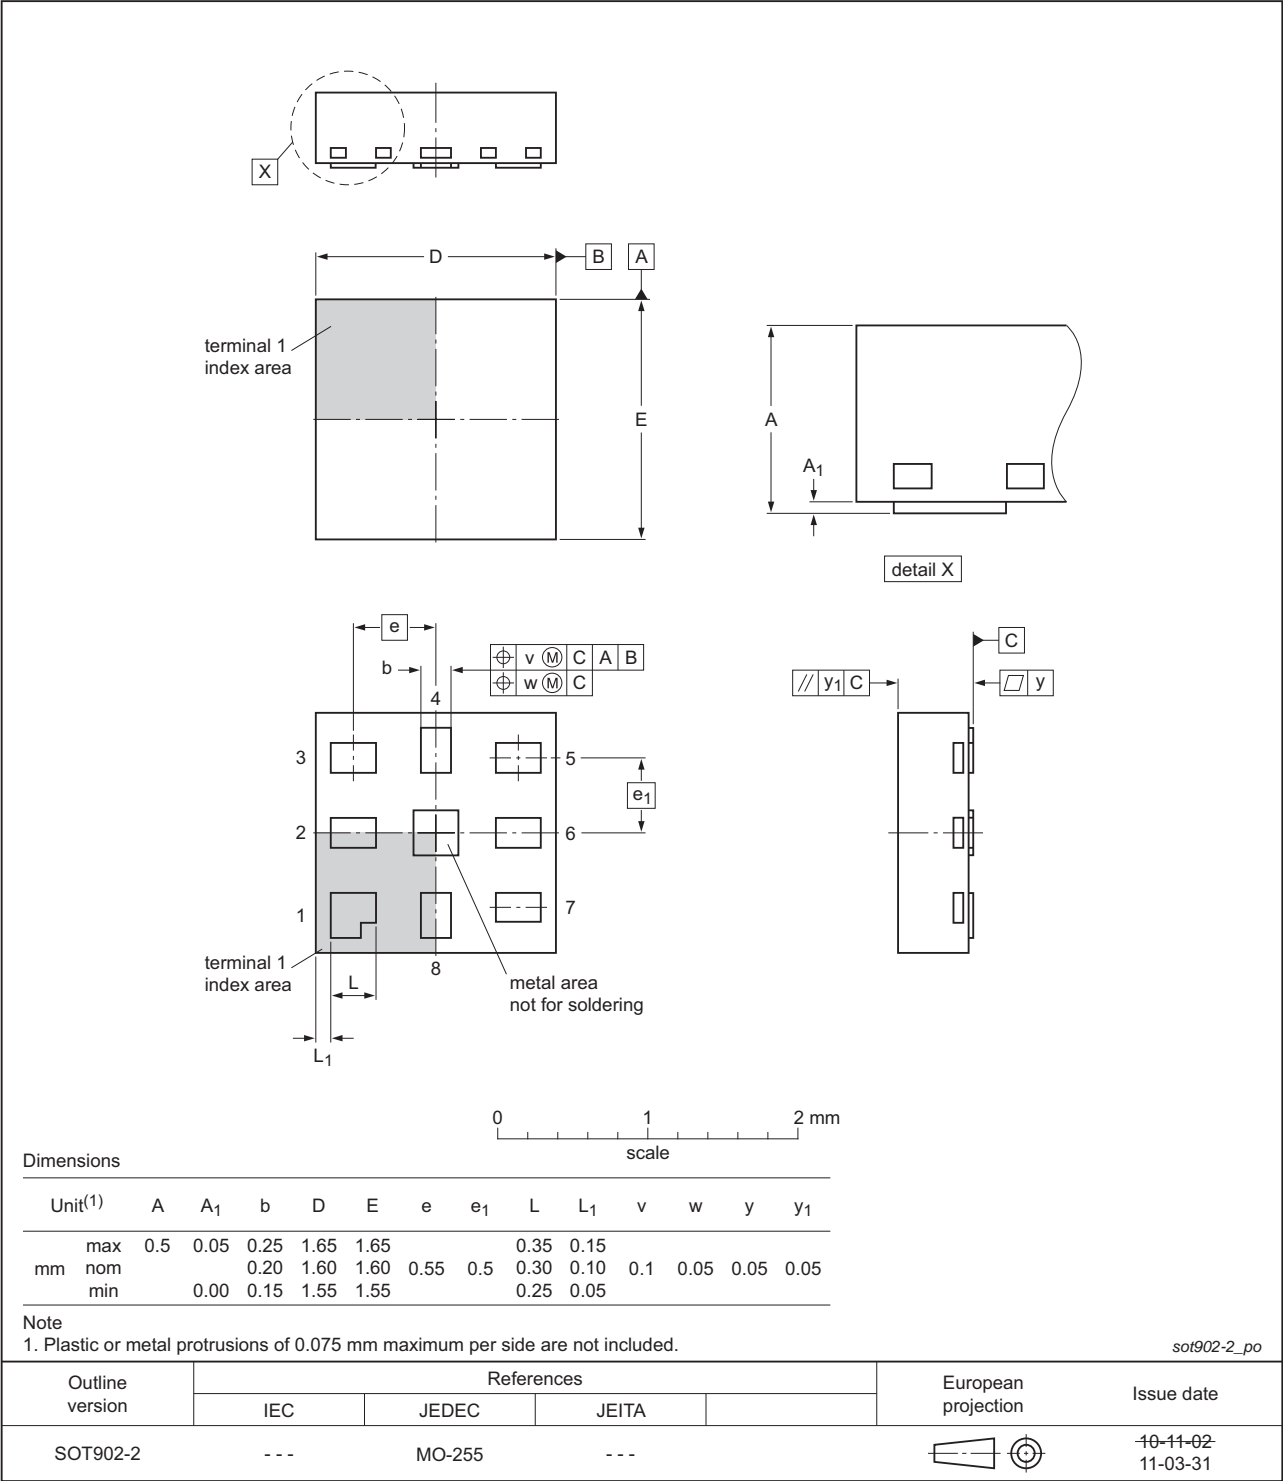 X
D
B
A
terminal 1
index area
E
A
A1
detail X
e
b
v M C A B
w M C
4
3
5
e1
2
6
1
7
terminal 1
index area
8
L
metal area
not for soldering
L1
C
// y1 C
y
0 1 2 mm
scale
Dimensions
Unit(1) A A1 b D E e e1 L L1 v w y y1
max 0.5 0.05 0.25 1.65 1.65 0.35 0.15
mm nom 0.20 1.60 1.60 0.55 0.5 0.30 0.10 0.1 0.05 0.05 0.05
min 0.00 0.15 1.55 1.55 0.25 0.05
Note
1. Plastic or metal protrusions of 0.075 mm maximum per side are not included.
sot902-2_po
Outline
version
References
European
projection
Issue date
IEC JEDEC JEITA
SOT902-2 - - - MO-255 - - -
10-11-02
11-03-31